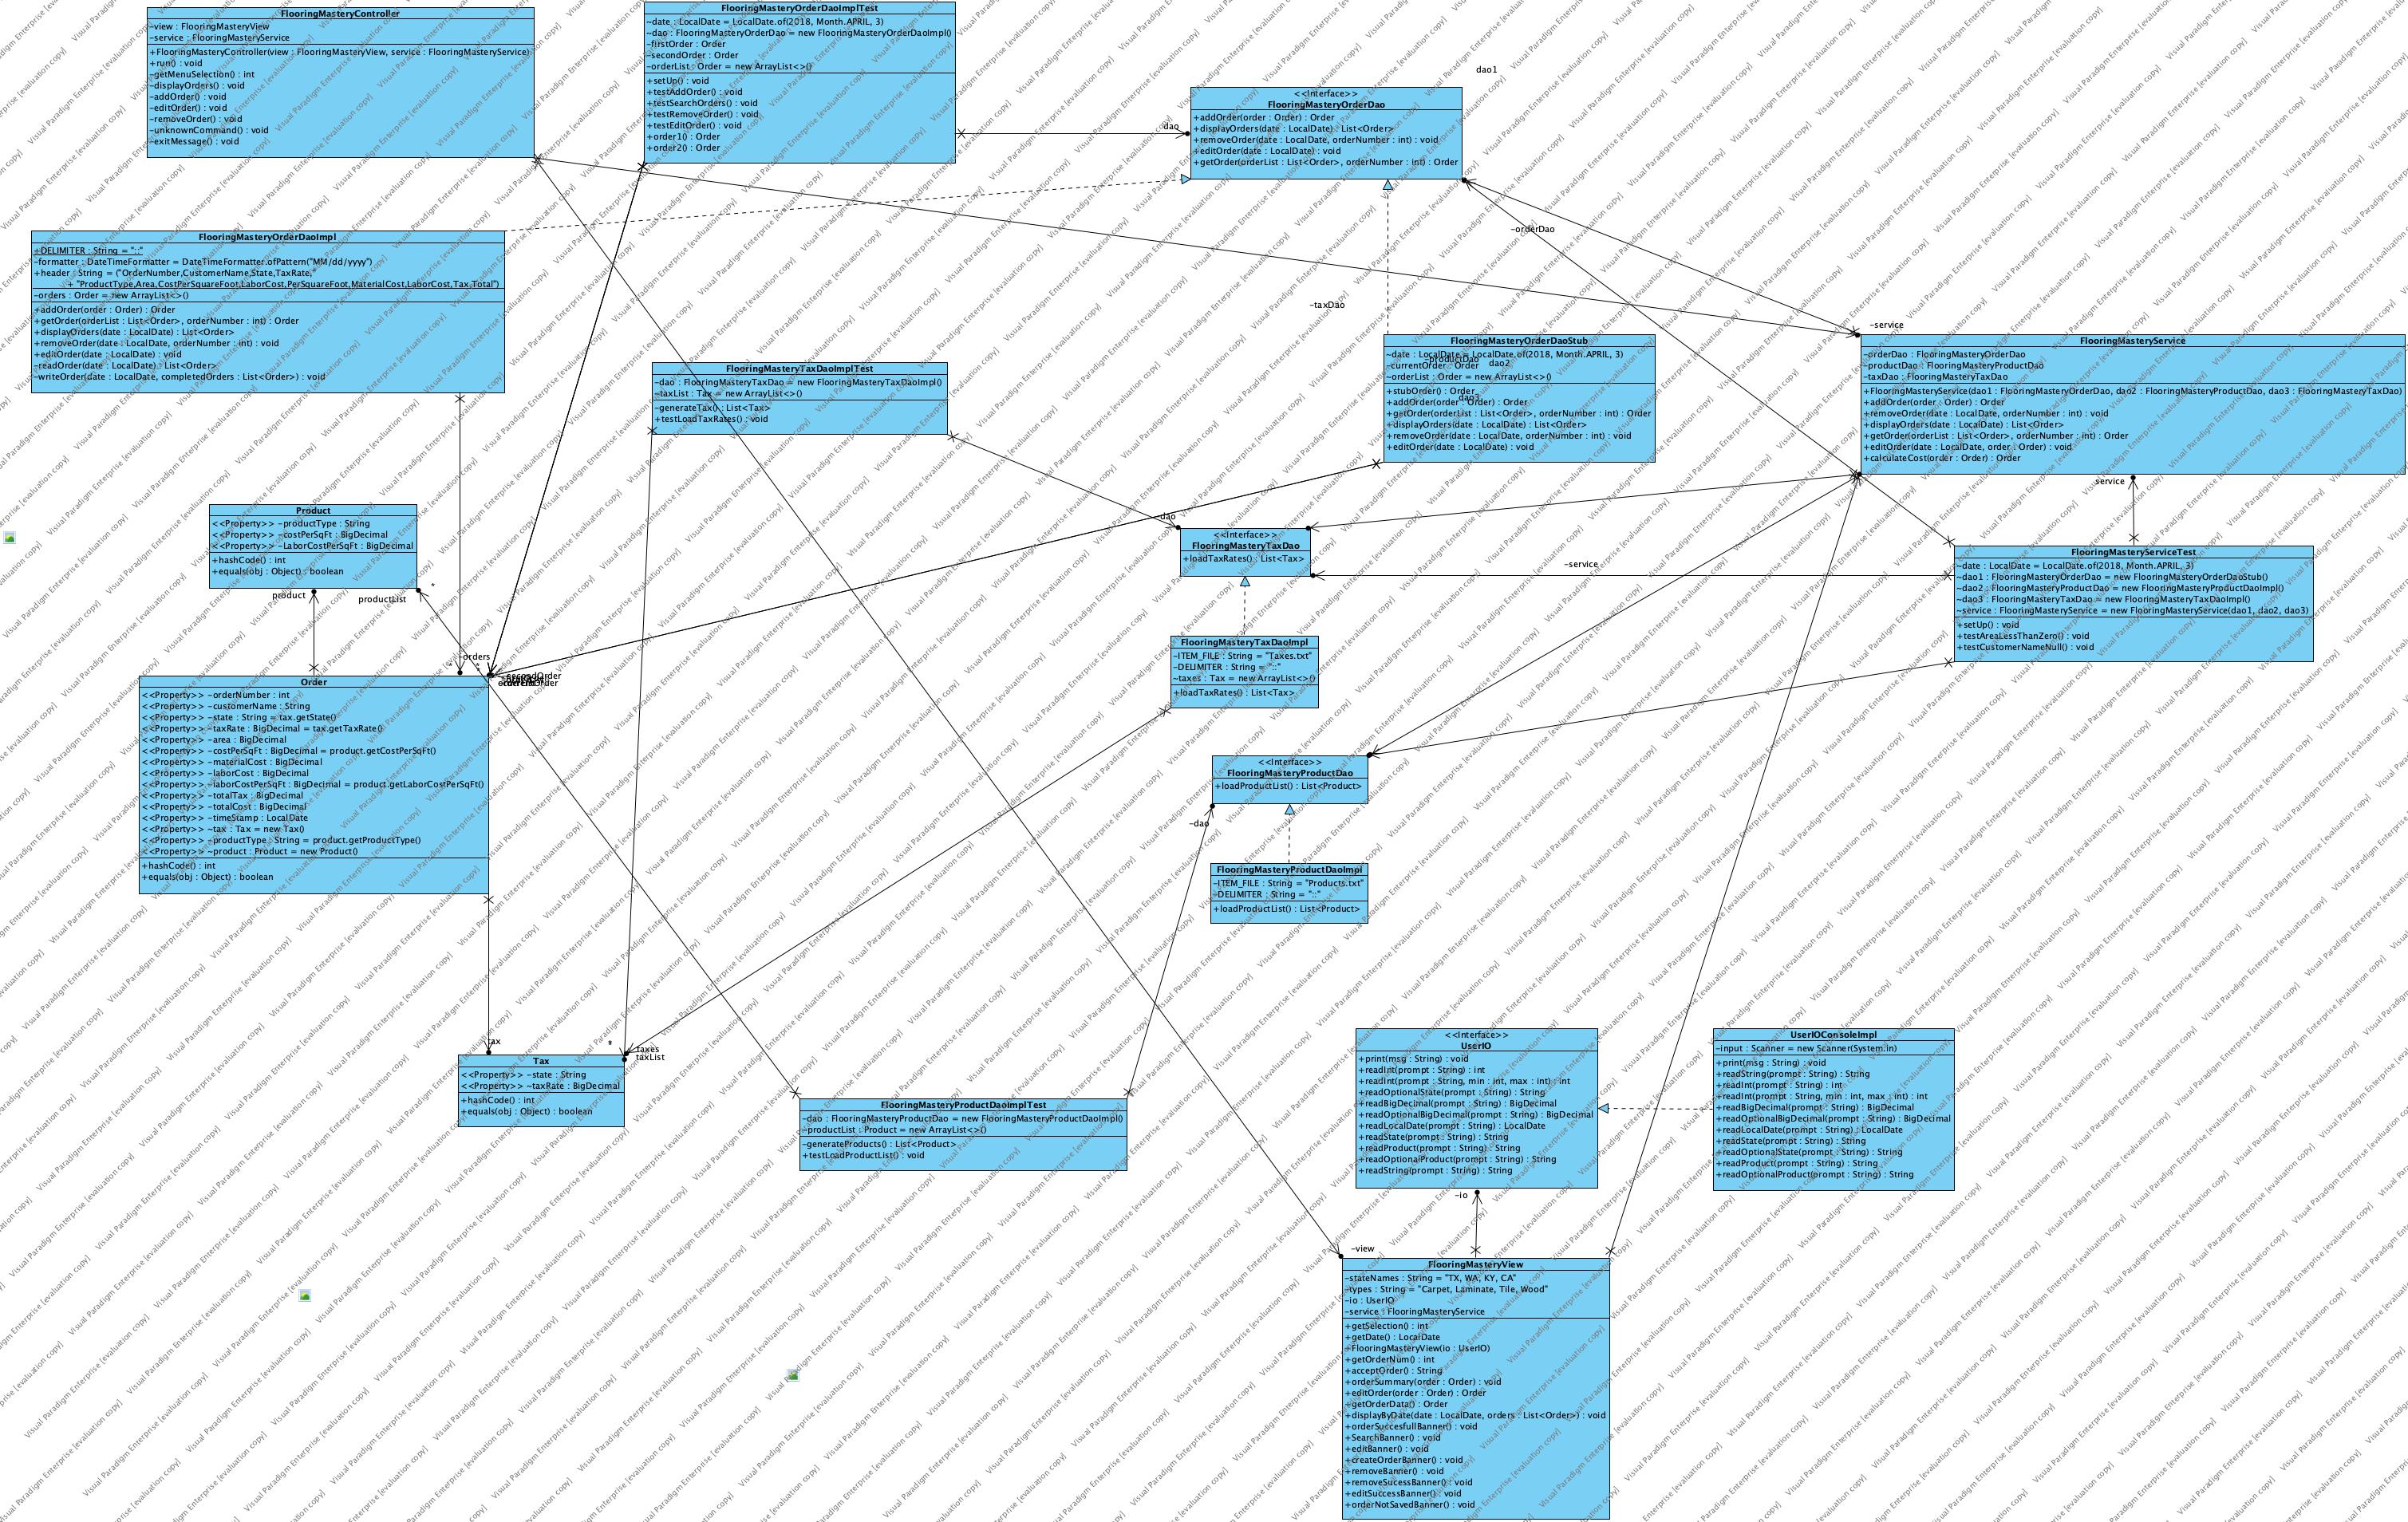 FlooringMasteryController
-view : FlooringMasteryView
-service : FlooringMasteryService
+FlooringMasteryController(view : FlooringMasteryView, service : FlooringMasteryService)
+run() : void
-getMenuSelection() : int
-displayOrders() : void
-addOrder() : void
-editOrder() : void
-removeOrder() : void
-unknownCommand() : void
-exitMessage() : void
FlooringMasteryOrderDaoImplTest
~date : LocalDate = LocalDate.of(2018, Month.APRIL, 3)
~dao : FlooringMasteryOrderDao = new FlooringMasteryOrderDaoImpl()
-firstOrder : Order
-secondOrder : Order
-orderList : Order = new ArrayList<>()
+setUp() : void
+testAddOrder() : void
+testSearchOrders() : void
+testRemoveOrder() : void
+testEditOrder() : void
+order1() : Order
+order2() : Order
dao1
dao
<<Interface>>
FlooringMasteryOrderDao
+addOrder(order : Order) : Order
+displayOrders(date : LocalDate) : List<Order>
+removeOrder(date : LocalDate, orderNumber : int) : void
+editOrder(date : LocalDate) : void
+getOrder(orderList : List<Order>, orderNumber : int) : Order
-orderDao
-taxDao
-service
FlooringMasteryOrderDaoImpl
+DELIMITER : String = "::"
-formatter : DateTimeFormatter = DateTimeFormatter.ofPattern("MM/dd/yyyy")
+header : String = ("OrderNumber,CustomerName,State,TaxRate,"
+ "ProductType,Area,CostPerSquareFoot,LaborCost,PerSquareFoot,MaterialCost,LaborCost,Tax,Total")
-orders : Order = new ArrayList<>()
+addOrder(order : Order) : Order
+getOrder(orderList : List<Order>, orderNumber : int) : Order
+displayOrders(date : LocalDate) : List<Order>
+removeOrder(date : LocalDate, orderNumber : int) : void
+editOrder(date : LocalDate) : void
-readOrder(date : LocalDate) : List<Order>
-writeOrder(date : LocalDate, completedOrders : List<Order>) : void
FlooringMasteryTaxDaoImplTest
-dao : FlooringMasteryTaxDao = new FlooringMasteryTaxDaoImpl()
-taxList : Tax = new ArrayList<>()
-generateTax() : List<Tax>
+testLoadTaxRates() : void
FlooringMasteryOrderDaoStub
~date : LocalDate = LocalDate.of(2018, Month.APRIL, 3)
-productDao
-currentOrder : Order
dao2
~orderList : Order = new ArrayList<>()
+stubOrder() : Order
dao3
+addOrder(order : Order) : Order
+getOrder(orderList : List<Order>, orderNumber : int) : Order
+displayOrders(date : LocalDate) : List<Order>
+removeOrder(date : LocalDate, orderNumber : int) : void
+editOrder(date : LocalDate) : void
FlooringMasteryService
-orderDao : FlooringMasteryOrderDao
-productDao : FlooringMasteryProductDao
-taxDao : FlooringMasteryTaxDao
+FlooringMasteryService(dao1 : FlooringMasteryOrderDao, dao2 : FlooringMasteryProductDao, dao3 : FlooringMasteryTaxDao)
+addOrder(order : Order) : Order
+removeOrder(date : LocalDate, orderNumber : int) : void
+displayOrders(date : LocalDate) : List<Order>
+getOrder(orderList : List<Order>, orderNumber : int) : Order
+editOrder(date : LocalDate, order : Order) : void
+calculateCost(order : Order) : Order
service
Product
<<Property>> -productType : String
<<Property>> -costPerSqFt : BigDecimal
<<Property>> -LaborCostPerSqFt : BigDecimal
+hashCode() : int
+equals(obj : Object) : boolean
product
productList
*
-dao
<<Interface>>
FlooringMasteryTaxDao
+loadTaxRates() : List<Tax>
-service
FlooringMasteryServiceTest
~date : LocalDate = LocalDate.of(2018, Month.APRIL, 3)
~dao1 : FlooringMasteryOrderDao = new FlooringMasteryOrderDaoStub()
~dao2 : FlooringMasteryProductDao = new FlooringMasteryProductDaoImpl()
~dao3 : FlooringMasteryTaxDao = new FlooringMasteryTaxDaoImpl()
~service : FlooringMasteryService = new FlooringMasteryService(dao1, dao2, dao3)
+setUp() : void
+testAreaLessThanZero() : void
+testCustomerNameNull() : void
FlooringMasteryTaxDaoImpl
-ITEM_FILE : String = "Taxes.txt"
-DELIMITER : String = "::"
~taxes : Tax = new ArrayList<>()
+loadTaxRates() : List<Tax>
-orders
*
-secondOrder
Order
<<Property>> -orderNumber : int
<<Property>> -customerName : String
<<Property>> -state : String = tax.getState()
<<Property>> -taxRate : BigDecimal = tax.getTaxRate()
<<Property>> -area : BigDecimal
<<Property>> -costPerSqFt : BigDecimal = product.getCostPerSqFt()
<<Property>> -materialCost : BigDecimal
<<Property>> -laborCost : BigDecimal
<<Property>> -laborCostPerSqFt : BigDecimal = product.getLaborCostPerSqFt()
<<Property>> -totalTax : BigDecimal
<<Property>> -totalCost : BigDecimal
<<Property>> -timeStamp : LocalDate
<<Property>> ~tax : Tax = new Tax()
<<Property>> -productType : String = product.getProductType()
<<Property>> ~product : Product = new Product()
+hashCode() : int
+equals(obj : Object) : boolean
<<Interface>>
FlooringMasteryProductDao
+loadProductList() : List<Product>
-dao
FlooringMasteryProductDaoImpl
-ITEM_FILE : String = "Products.txt"
-DELIMITER : String = "::"
+loadProductList() : List<Product>
tax
*
taxes
taxList
Tax
<<Property>> -state : String
<<Property>> ~taxRate : BigDecimal
+hashCode() : int
+equals(obj : Object) : boolean
FlooringMasteryProductDaoImplTest
-dao : FlooringMasteryProductDao = new FlooringMasteryProductDaoImpl()
-productList : Product = new ArrayList<>()
-generateProducts() : List<Product>
+testLoadProductList() : void
<<Interface>>
UserIO
+print(msg : String) : void
+readInt(prompt : String) : int
+readInt(prompt : String, min : int, max : int) : int
+readOptionalState(prompt : String) : String
+readBigDecimal(prompt : String) : BigDecimal
+readOptionalBigDecimal(prompt : String) : BigDecimal
+readLocalDate(prompt : String) : LocalDate
+readState(prompt : String) : String
+readProduct(prompt : String) : String
+readOptionalProduct(prompt : String) : String
+readString(prompt : String) : String
UserIOConsoleImpl
-input : Scanner = new Scanner(System.in)
+print(msg : String) : void
+readString(prompt : String) : String
+readInt(prompt : String) : int
+readInt(prompt : String, min : int, max : int) : int
+readBigDecimal(prompt : String) : BigDecimal
+readOptionalBigDecimal(prompt : String) : BigDecimal
+readLocalDate(prompt : String) : LocalDate
+readState(prompt : String) : String
+readOptionalState(prompt : String) : String
+readProduct(prompt : String) : String
+readOptionalProduct(prompt : String) : String
-io
-view
FlooringMasteryView
-stateNames : String = "TX, WA, KY, CA"
-types : String = "Carpet, Laminate, Tile, Wood"
-io : UserIO
-service : FlooringMasteryService
+getSelection() : int
+getDate() : LocalDate
+FlooringMasteryView(io : UserIO)
+getOrderNum() : int
+acceptOrder() : String
+orderSummary(order : Order) : void
+editOrder(order : Order) : Order
+getOrderData() : Order
+displayByDate(date : LocalDate, orders : List<Order>) : void
+orderSuccesfullBanner() : void
+SearchBanner() : void
+editBanner() : void
+createOrderBanner() : void
+removeBanner() : void
+removeSucessBanner() : void
+editSuccessBanner() : void
+orderNotSavedBanner() : void
Visual Paradigm Enterprise [evaluation copy]